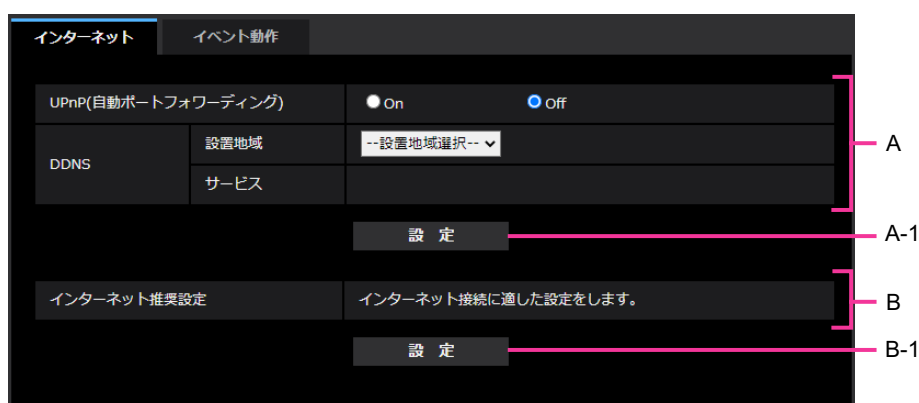 インターネット イベント動作
UPnP(自動ポートフォワーディング) On Off
DDNS 設置地域 --設置地域選択--
サービス
A
設 定 A-1
インターネット推奨設定 インターネット接続に適した設定をします。 B
設 定 B-1